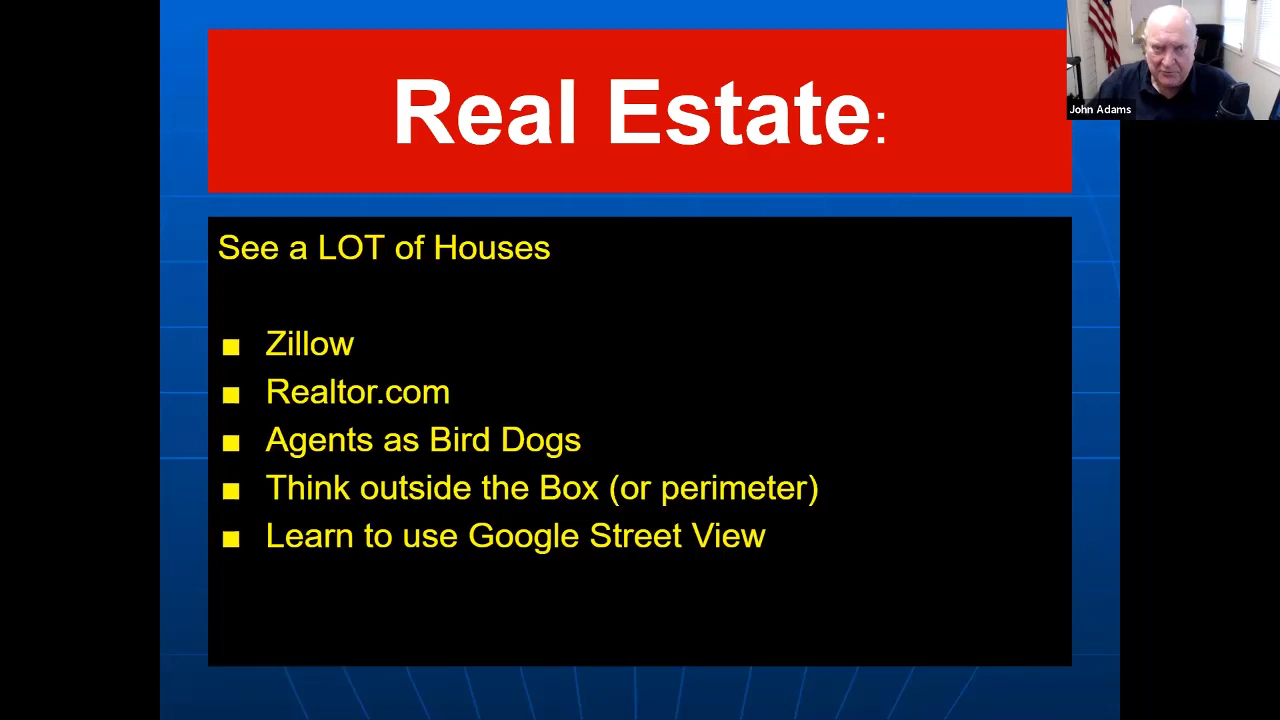 Real Estate:
John Adams
See a LOT of Houses
■ Zillow
■ Realtor.com
■ Agents as Bird Dogs
■ Think outside the Box (or perimeter)
■ Learn to use Google Street View